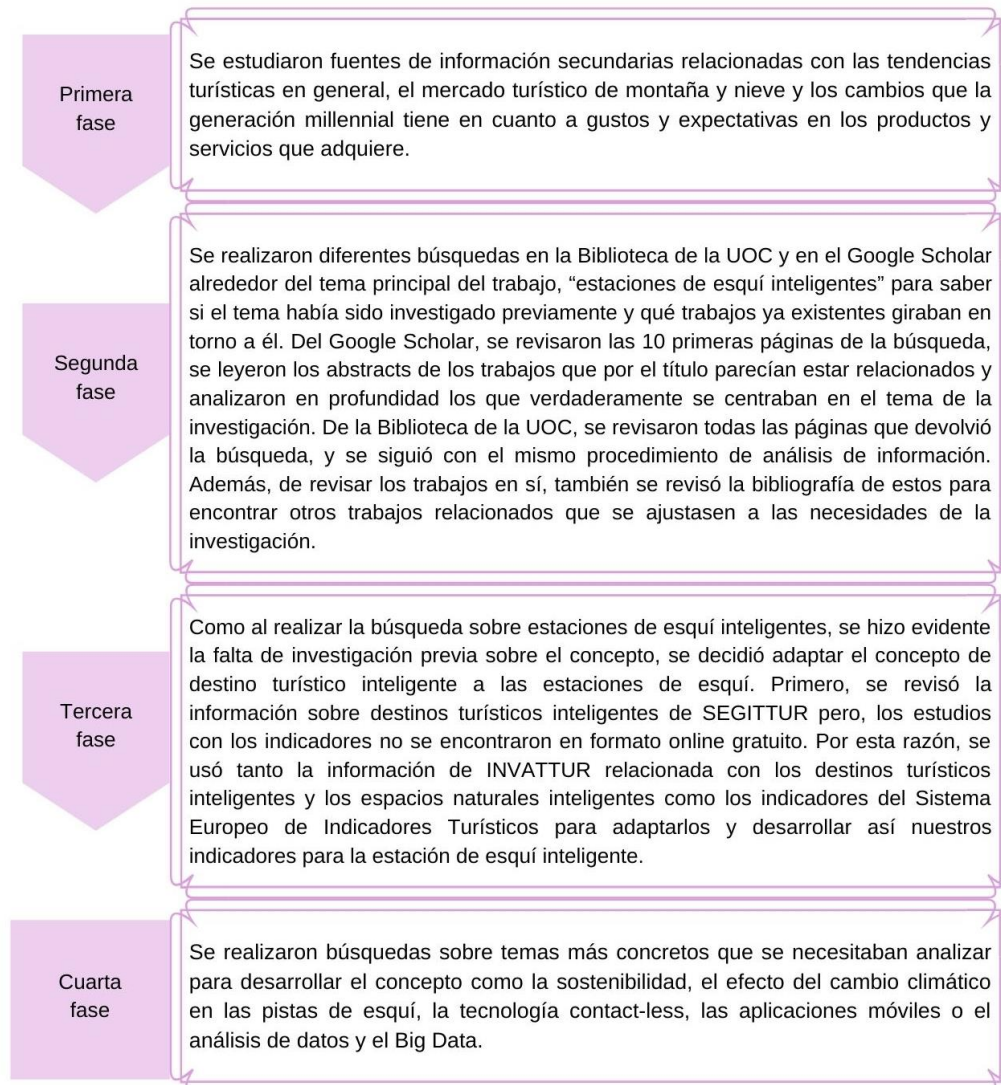 Primera
fase
Se estudiaron fuentes de información secundarias relacionadas con las tendencias
turísticas en general, el mercado turístico de montaña y nieve y los cambios que la
generación millennial tiene en cuanto a gustos y expectativas en los productos y
servicios que adquiere.
Segunda
fase
Se realizaron diferentes búsquedas en la Biblioteca de la UOC y en el Google Scholar
alrededor del tema principal del trabajo, “estaciones de esquí inteligentes” para saber
si el tema había sido investigado previamente y qué trabajos ya existentes giraban en
torno a él. Del Google Scholar, se revisaron las 10 primeras páginas de la búsqueda,
se leyeron los abstracts de los trabajos que por el título parecían estar relacionados y
analizaron en profundidad los que verdaderamente se centraban en el tema de la
investigación. De la Biblioteca de la UOC, se revisaron todas las páginas que devolvió
la búsqueda, y se siguió con el mismo procedimiento de análisis de información.
Además, de revisar los trabajos en sí, también se revisó la bibliografía de estos para
encontrar otros trabajos relacionados que se ajustasen a las necesidades de la
investigación.
Tercera
fase
Como al realizar la búsqueda sobre estaciones de esquí inteligentes, se hizo evidente
la falta de investigación previa sobre el concepto, se decidió adaptar el concepto de
destino turístico inteligente a las estaciones de esquí. Primero, se revisó la
información sobre destinos turísticos inteligentes de SEGITTUR pero, los estudios
con los indicadores no se encontraron en formato online gratuito. Por esta razón, se
usó tanto la información de INVATTUR relacionada con los destinos turísticos
inteligentes y los espacios naturales inteligentes como los indicadores del Sistema
Europeo de Indicadores Turísticos para adaptarlos y desarrollar así nuestros
indicadores para la estación de esquí inteligente.
Cuarta
fase
Se realizaron búsquedas sobre temas más concretos que se necesitaban analizar
para desarrollar el concepto como la sostenibilidad, el efecto del cambio climático
en las pistas de esquí, la tecnología contact-less, las aplicaciones móviles o el
análisis de datos y el Big Data.